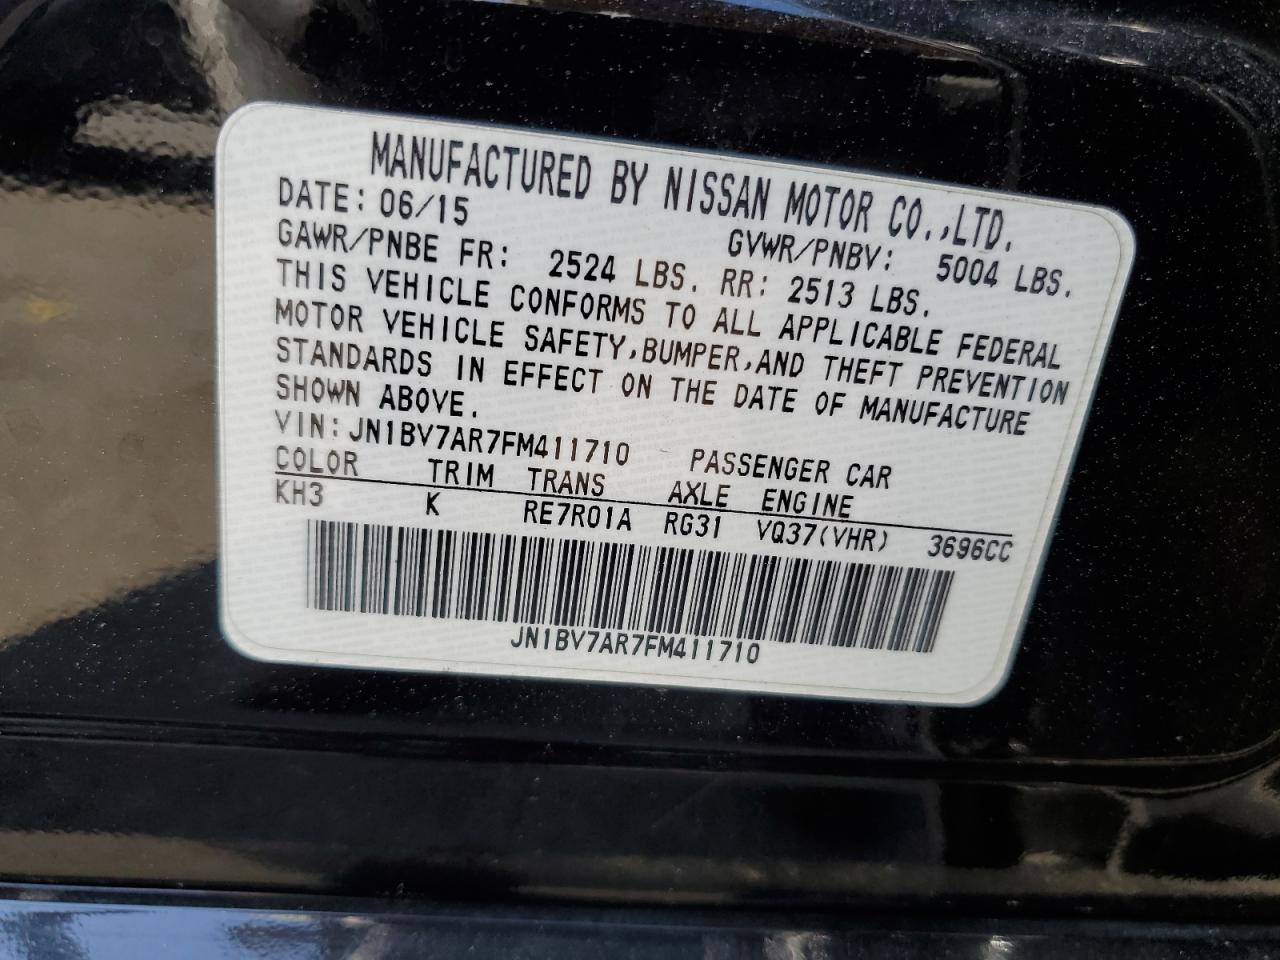 MANUFACTURED BY NISSAN MOTOR CO.,LTD.
DATE: 06/15 GVWR/PNBV: 5004 LBS.
GAWR/PNBE FR: 2524 LBS. RR: 2513 LBS.
THIS VEHICLE CONFORMS TO ALL APPLICABLE FEDERAL
MOTOR VEHICLE SAFETY,BUMPER,AND THEFT PREVENTION
STANDARDS IN EFFECT ON THE DATE OF MANUFACTURE
SHOWN ABOVE.
VIN:JN1BV7AR7FM411710 PASSENGER CAR
COLOR TRIM TRANS AXLE ENGINE
KH3 K RE7R01A RG31 VQ37(VHR) 3696CC
JN1BV7AR7FM411710